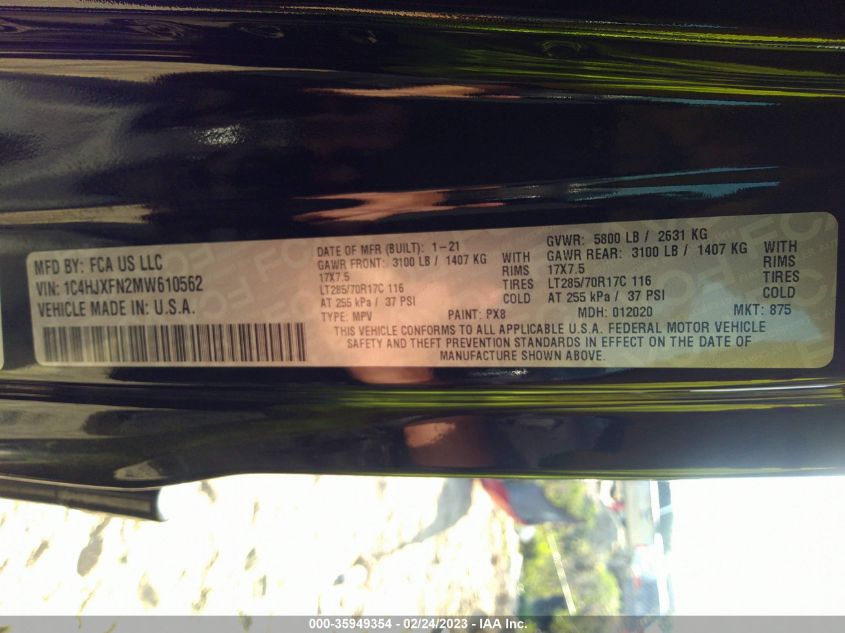 MFD BY: FCA US LLC
VIN: 1C4HJXFN2MW610562
VEHICLE MADE IN U.S.A.
DATE OF MFR (BUILT): 1-21
GAWR FRONT: 3100 LB / 1407 KG WITH
17X7.5 RIMS
LT285/70R17C 116 TIRES
AT 255 kPa / 37 PSI COLD
TYPE: MPV PAINT: PX8
GVWR: 5800 LB / 2631 KG
GAWR REAR: 3100 LB / 1407 KG WITH
17X7.5 RIMS
LT285/70R17C 116 TIRES
AT 255 kPa / 37 PSI COLD
MDH: 012020 MKT: 875
THIS VEHICLE CONFORMS TO ALL APPLICABLE U.S.A. FEDERAL MOTOR VEHICLE
SAFETY AND THEFT PREVENTION STANDARDS IN EFFECT ON THE DATE OF
MANUFACTURE SHOWN ABOVE.
000-35949354 - 02/24/2023 - IAA Inc.